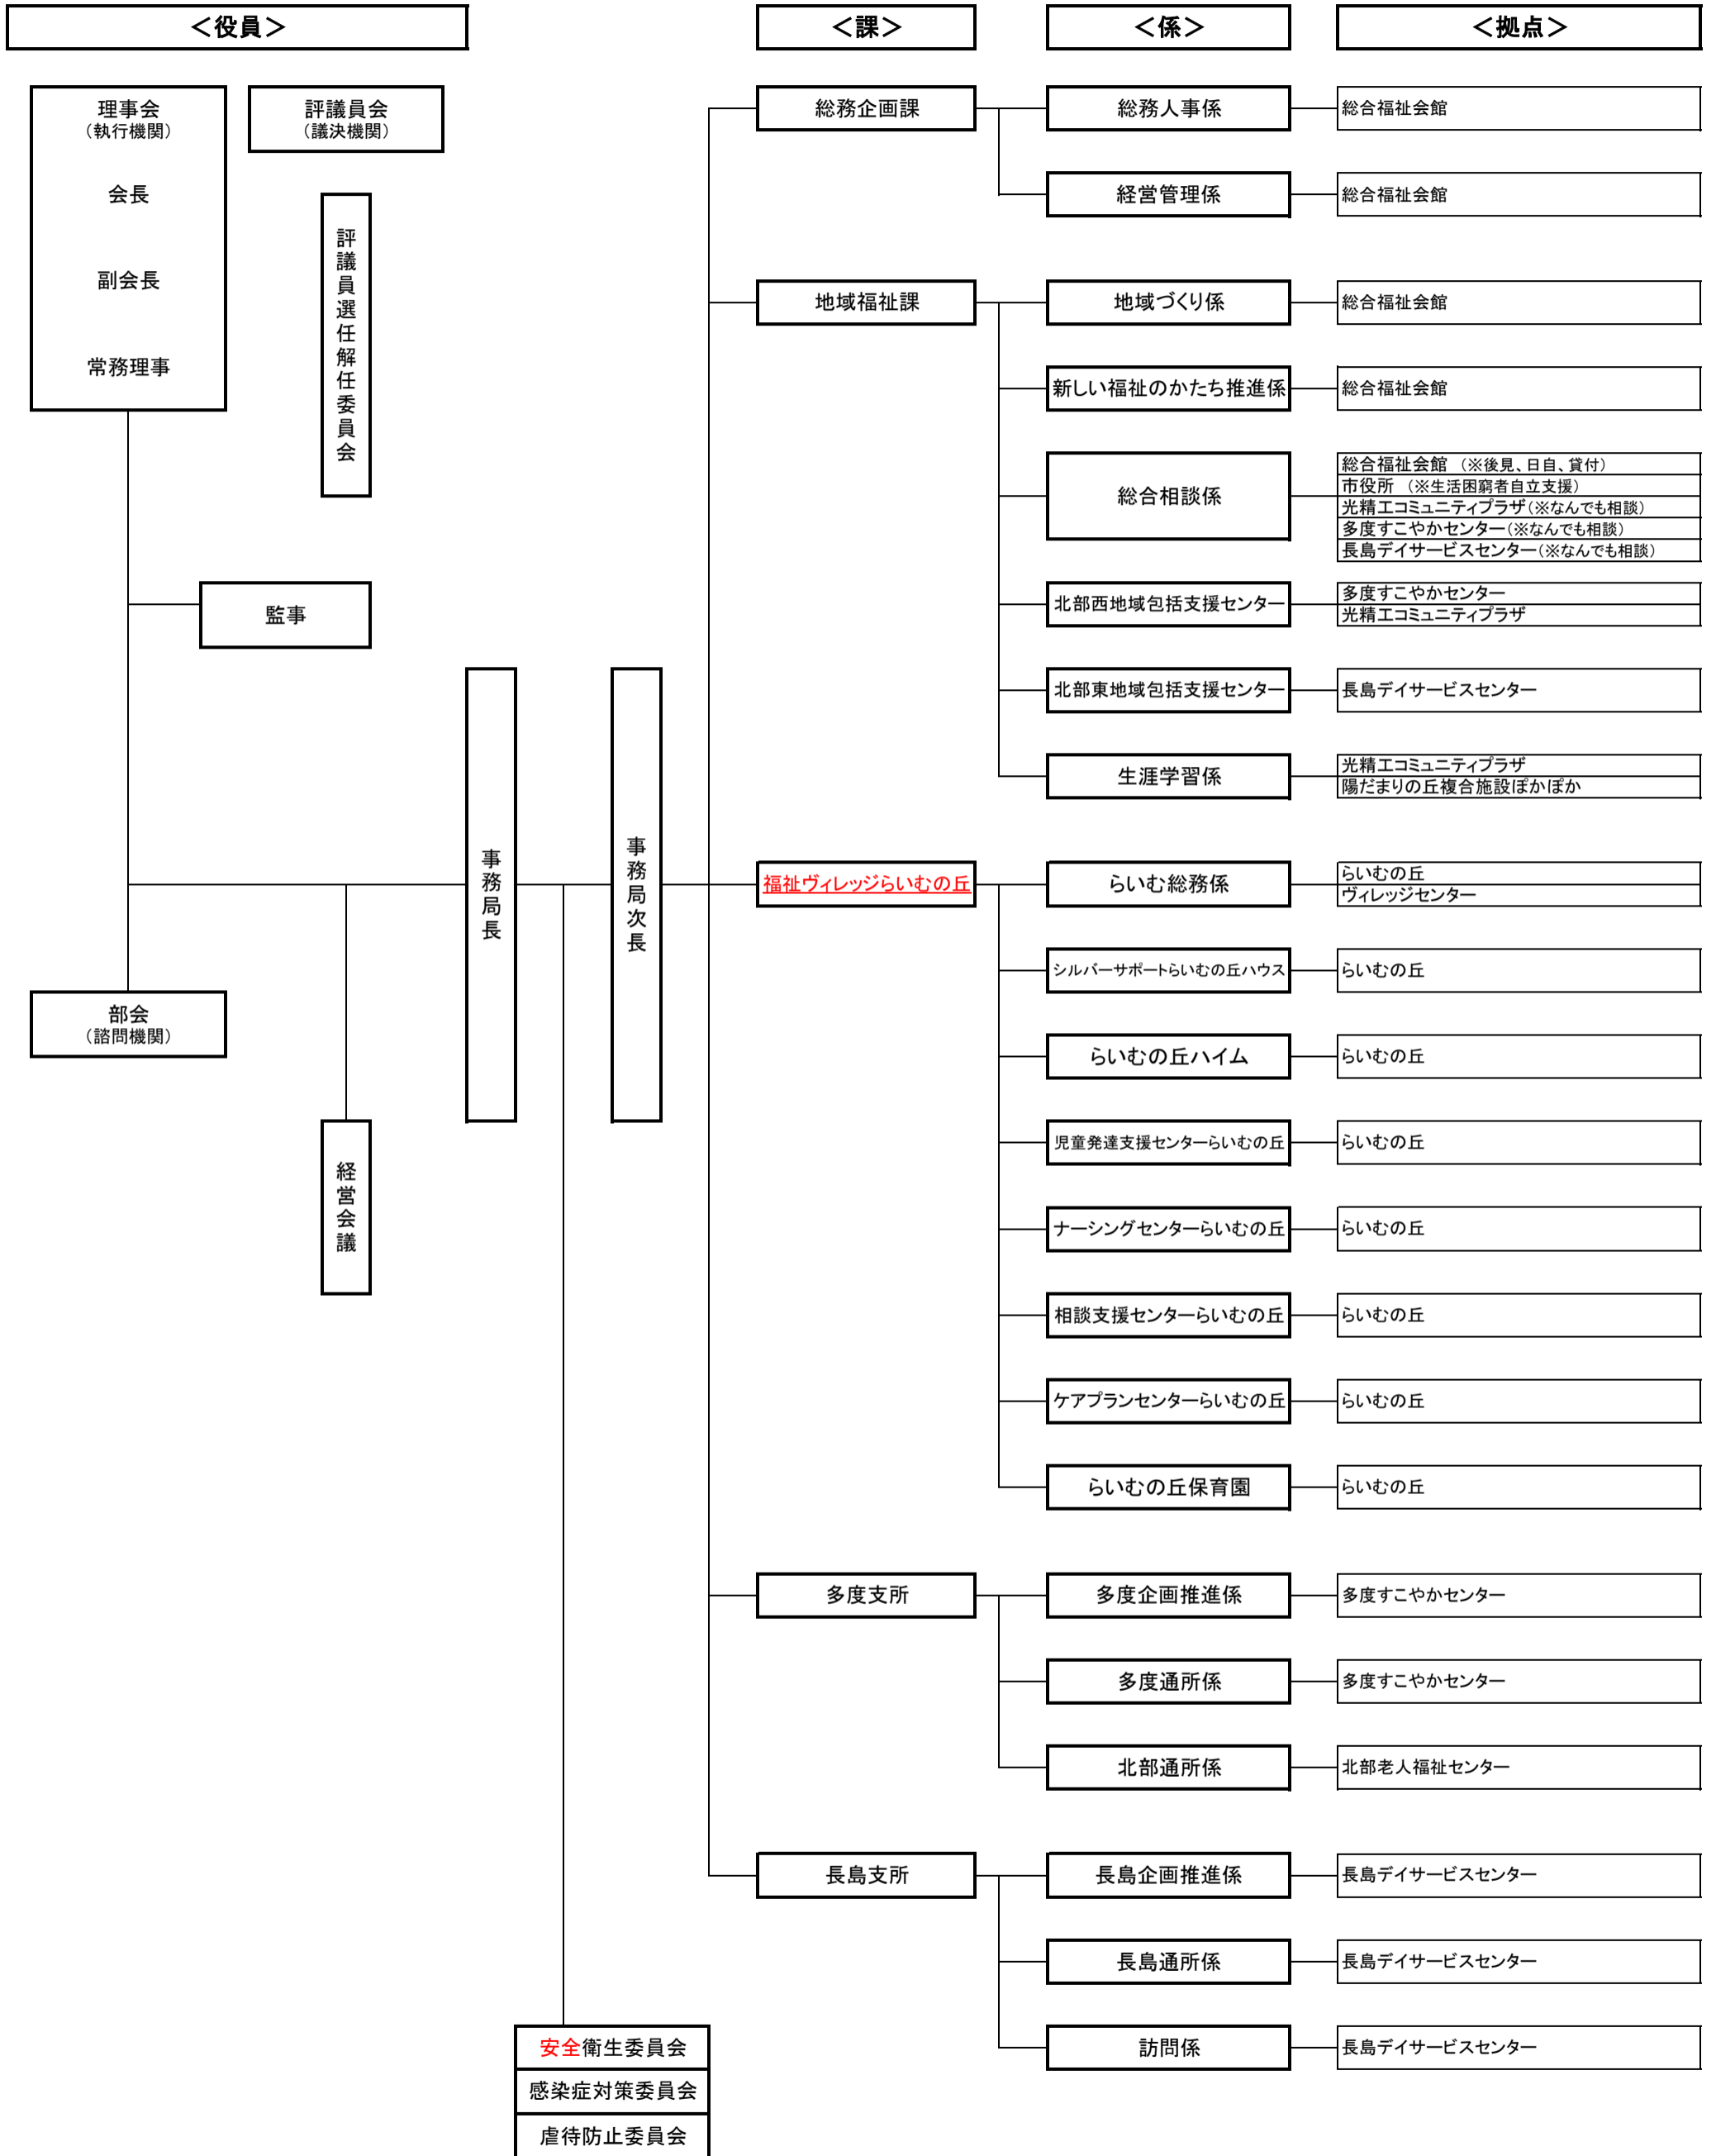 ＜役員＞
＜課＞
＜係＞
＜拠点＞
理事会
（執行機関）
会長
副会長
常務理事
評議員会
（議決機関）
評議員選任解任委員会
監事
部会
（諮問機関）
経営会議
事務局長
事務局次長
安全衛生委員会
感染症対策委員会
虐待防止委員会
総務企画課
総務人事係
総合福祉会館
経営管理係
総合福祉会館
地域福祉課
地域づくり係
総合福祉会館
新しい福祉のかたち推進係
総合福祉会館
総合相談係
総合福祉会館 （※後見、日自、貸付）
市役所 （※生活困窮者自立支援）
光精工コミュニティプラザ（※なんでも相談）
多度すこやかセンター（※なんでも相談）
長島デイサービスセンター（※なんでも相談）
北部西地域包括支援センター
多度すこやかセンター
光精工コミュニティプラザ
北部東地域包括支援センター
長島デイサービスセンター
生涯学習係
光精工コミュニティプラザ
陽だまりの丘複合施設ぽかぽか
福祉ヴィレッジらいむの丘
らいむ総務係
らいむの丘
ヴィレッジセンター
シルバーサポートらいむの丘ハウス
らいむの丘
らいむの丘ハイム
らいむの丘
児童発達支援センターらいむの丘
らいむの丘
ナーシングセンターらいむの丘
らいむの丘
相談支援センターらいむの丘
らいむの丘
ケアプランセンターらいむの丘
らいむの丘
らいむの丘保育園
らいむの丘
多度支所
多度企画推進係
多度すこやかセンター
多度通所係
多度すこやかセンター
北部通所係
北部老人福祉センター
長島支所
長島企画推進係
長島デイサービスセンター
長島通所係
長島デイサービスセンター
訪問係
長島デイサービスセンター